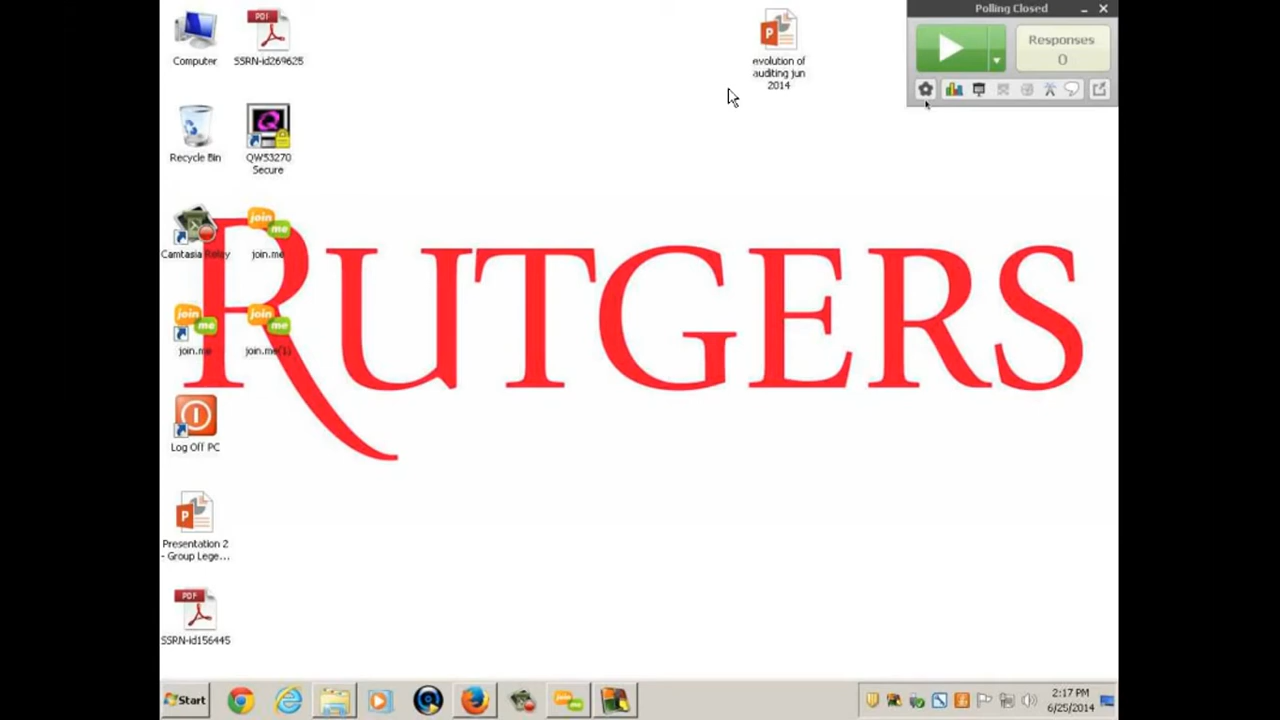 Polling Closed
Responses
0
Computer
SSRN-id269625
evolution of
auditing jun
2014
Recycle Bin
QW53270
Secure
Camtasia Relay
join.me
RUTGERS
join.me
join.me(1)
Log Off PC
Presentation 2
- Group Lege...
SSRN-id156445
Start
2:17 PM
6/25/2014